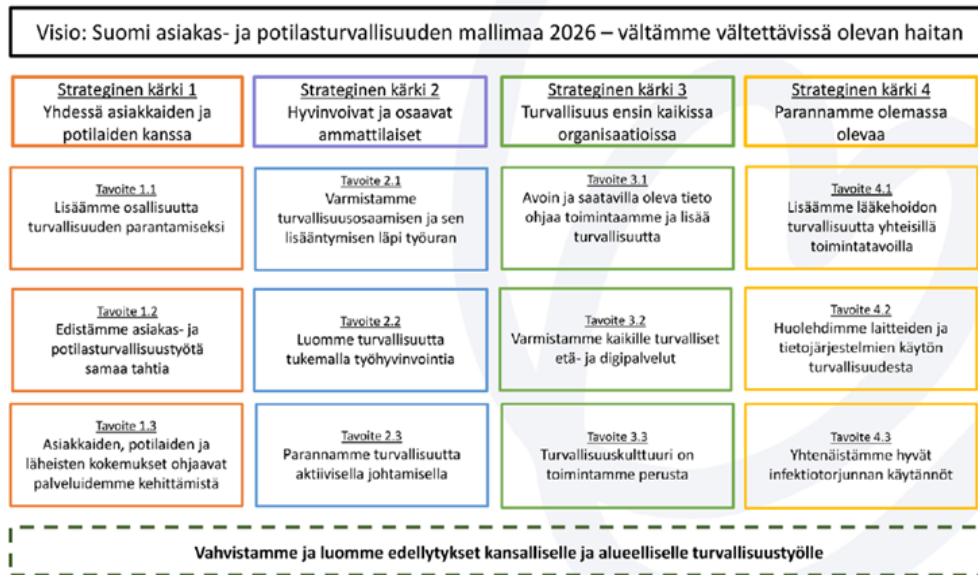 Visio: Suomi asiakas- ja potilasturvallisuuden mallimaa 2026 – vältämme vältettävissä olevan haitan
Strateginen kärki 1
Yhdessä asiakkaiden ja
potilaiden kanssa
Tavoite 1.1
Lisäämme osallisuutta
turvallisuuden parantamiseksi
Tavoite 1.2
Edistämme asiakas- ja
potilasturvallisuustyötä
samaa tahtia
Tavoite 1.3
Asiakkaiden, potilaiden ja
läheisten kokemukset ohjaavat
palveluidemme kehittämistä
Strateginen kärki 2
Hyvinvoivat ja osaavat
ammattilaiset
Tavoite 2.1
Varmistamme
turvallisuusosaamisen ja sen
lisääntymisen läpi työuran
Tavoite 2.2
Luomme turvallisuutta
tukemalla työhyvinvointia
Tavoite 2.3
Parannamme turvallisuutta
aktiivisella johtamisella
Strateginen kärki 3
Turvallisuus ensin kaikissa
organisaatioissa
Tavoite 3.1
Avoin ja saatavilla oleva tieto
ohjaa toimintaamme ja lisää
turvallisuutta
Tavoite 3.2
Varmistamme kaikille turvalliset
etä- ja digipalvelut
Tavoite 3.3
Turvallisuuskulttuuri on
toimintamme perusta
Strateginen kärki 4
Parannamme olemassa
olevaa
Tavoite 4.1
Lisäämme lääkehoidon
turvallisuutta yhteisillä
toimintatavoilla
Tavoite 4.2
Huolehdimme laitteiden ja
tietojärjestelmien käytön
turvallisuudesta
Tavoite 4.3
Yhtenäistämme hyvät
infektiotorjunnan käytännöt
Vahvistamme ja luomme edellytykset kansalliselle ja alueelliselle turvallisuustyölle